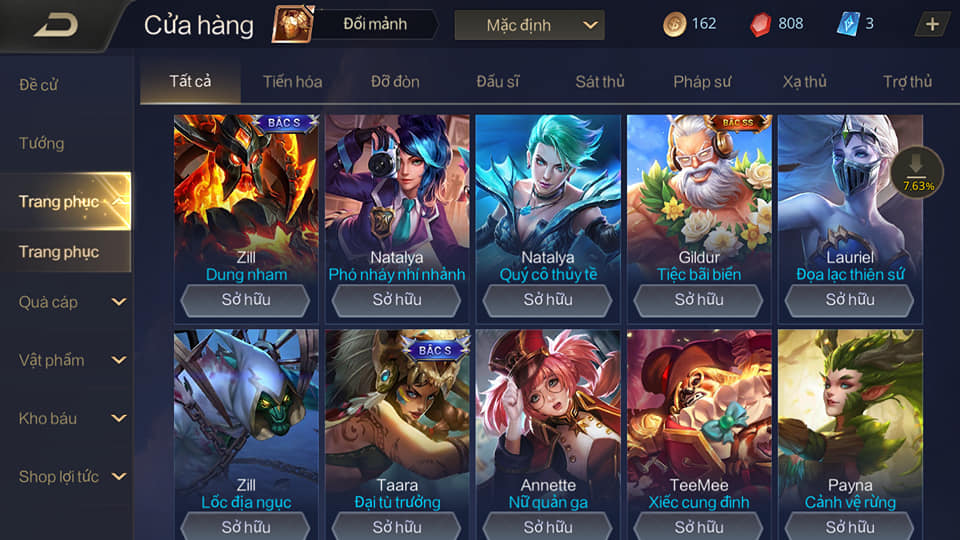 Cửa hàng
Đổi mảnh
Mặc định
162
808
3
Đề cử
Tướng
Trang phục
Trang phục
Quà cáp
Vật phẩm
Kho báu
Shop lợi tức
Tất cả
Tiến hóa
Đỡ đòn
Đấu sĩ
Sát thủ
Pháp sư
Xạ thủ
Trợ thủ
BẬC S
Zill
Dung nham
Sở hữu
Natalya
Phó nháy nhí nhảnh
Sở hữu
Natalya
Quý cô thủy tề
Sở hữu
BẬC SS
Gildur
Tiệc bãi biển
Sở hữu
7.63%
Lauriel
Đọa lạc thiên sứ
Sở hữu
Zill
Lốc địa ngục
Sở hữu
BẬC S
Taara
Đại tù trưởng
Sở hữu
Annette
Nữ quản ga
Sở hữu
TeeMee
Xiếc cung đình
Sở hữu
Payna
Cảnh vệ rừng
Sở hữu